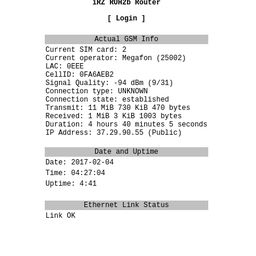 iRZ RUH2b Router
[ Login ]
Actual GSM Info
Current SIM card: 2
Current operator: Megafon (25002)
LAC: 0EEE
CellID: 0FA6AEB2
Signal Quality: -94 dBm (9/31)
Connection type: UNKNOWN
Connection state: established
Transmit: 11 MiB 730 KiB 470 bytes
Received: 1 MiB 3 KiB 1003 bytes
Duration: 4 hours 40 minutes 5 seconds
IP Address: 37.29.90.55 (Public)
Date and Uptime
Date: 2017-02-04
Time: 04:27:04
Uptime: 4:41
Ethernet Link Status
Link OK